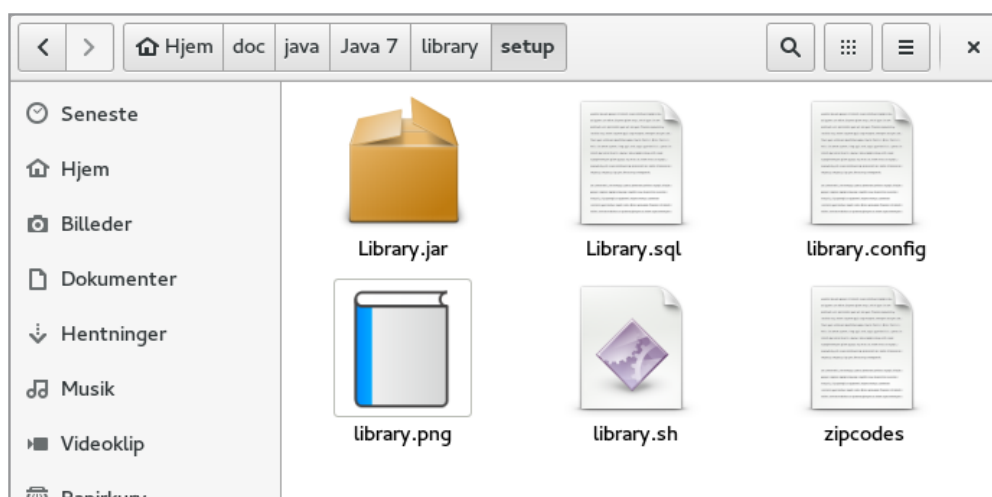 Hjem doc java Java 7 library setup
Seneste
Hjem
Billeder
Dokumenter
Hentninger
Musik
Videoklip
Papirkurv
Library.jar Library.sql library.config
library.png library.sh zipcodes